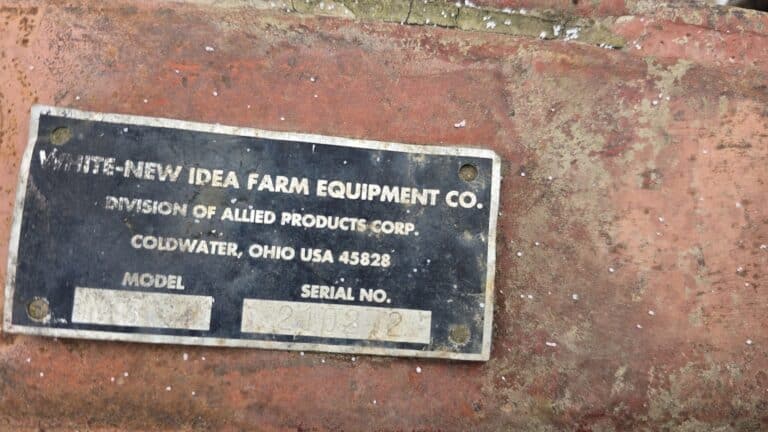 WHITE-NEW IDEA FARM EQUIPMENT CO.
DIVISION OF ALLIED PRODUCTS CORP.
COLDWATER, OHIO USA 45828
MODEL
SERIAL NO.